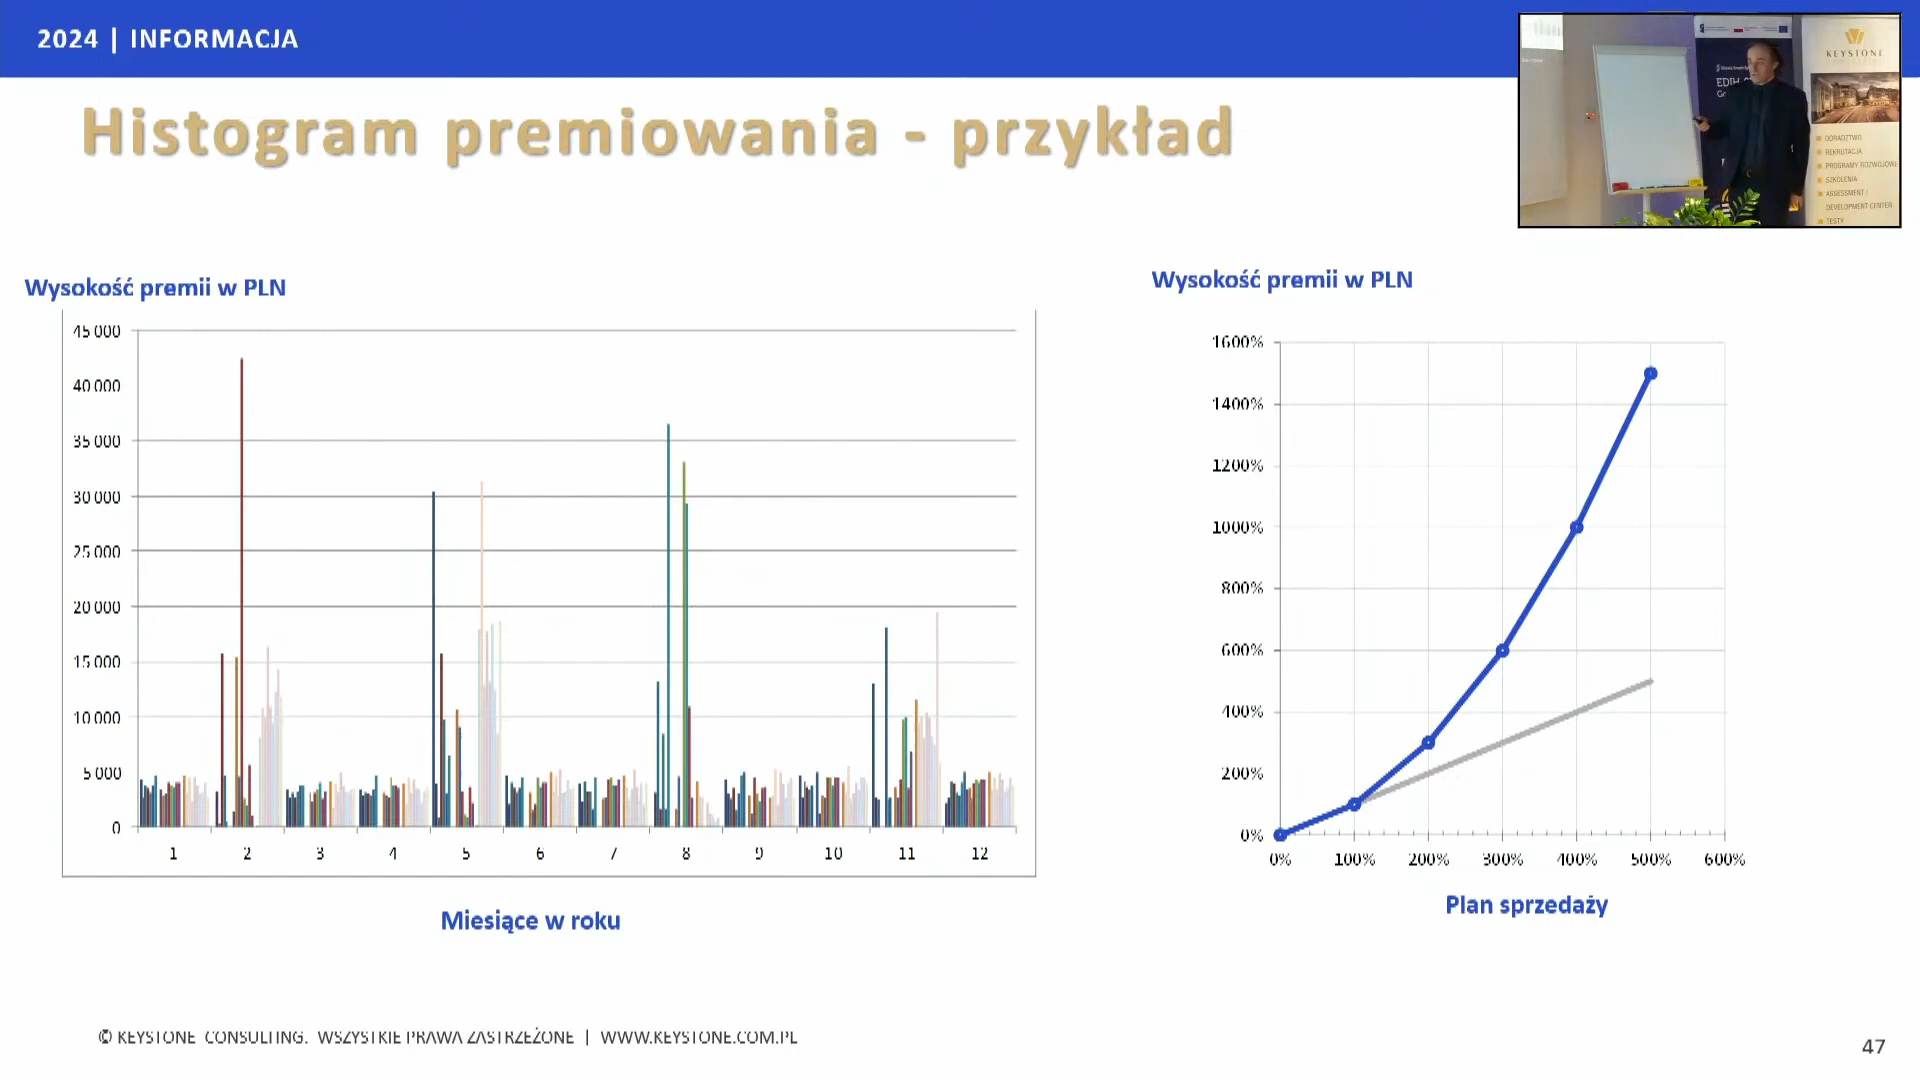 2024 | INFORMACJA
Histogram premiowania - przykład
KEYSTONE
EDIH
DORADZTWO
REKRUTACJA
PROGRAMY ROZWOJOWE
SZKOLENIA
ASSESSMENT /
DEVELOPMENT CENTER
TESTY
Wysokość premii w PLN
45 000
40 000
35 000
30 000
25 000
20 000
15 000
10 000
5 000
0
1 2 3 4 5 6 7 8 9 10 11 12
Miesiące w roku
Wysokość premii w PLN
1600%
1400%
1200%
1000%
800%
600%
400%
200%
0%
0% 100% 200% 300% 400% 500% 600%
Plan sprzedaży
© KEYSTONE CONSULTING. WSZYSTKIE PRAWA ZASTRZEŻONE | WWW.KEYSTONE.COM.PL
47